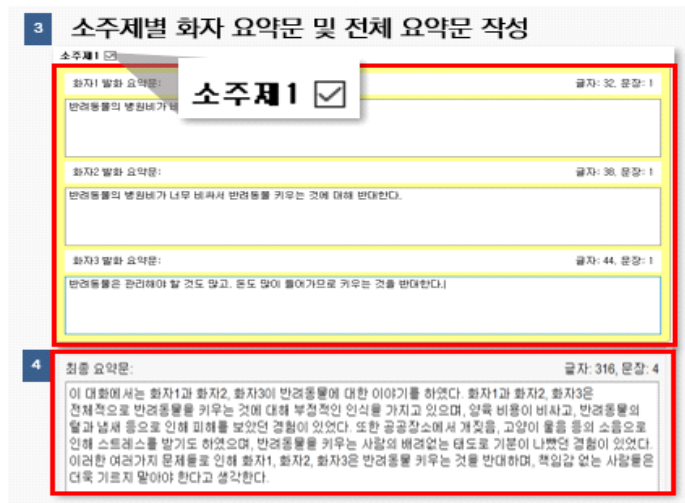 3 소주제별 화자 요약문 및 전체 요약문 작성
소주제1
소주제1
화자1 발화 요약문: 글자: 32, 문장: 1
반려동물의 병원비가
화자2 발화 요약문: 글자: 38, 문장: 1
반려동물의 병원비가 너무 비싸서 반려동물 키우는 것에 대해 반대한다.
화자3 발화 요약문: 글자: 44, 문장: 1
반려동물은 관리해야 할 것도 많고, 돈도 많이 들어가므로 키우는 것을 반대한다.
4 최종 요약문: 글자: 316, 문장: 4
이 대화에서는 화자1과 화자2, 화자3이 반려동물에 대한 이야기를 하였다. 화자1과 화자2, 화자3은
전체적으로 반려동물을 키우는 것에 대해 부정적인 인식을 가지고 있으며, 양육 비용이 비싸고, 반려동물의
털과 냄새 등으로 인해 피해를 보았던 경험이 있었다. 또한 공공장소에서 개짖음, 고양이 울음 등의 소음으로
인해 스트레스를 받기도 하였으며, 반려동물을 키우는 사람의 배려없는 태도로 기분이 나빴던 경험이 있었다.
이러한 여러가지 문제들로 인해 화자1, 화자2, 화자3은 반려동물 키우는 것을 반대하며, 책임감 없는 사람들은
더욱 기르지 말아야 한다고 생각한다.